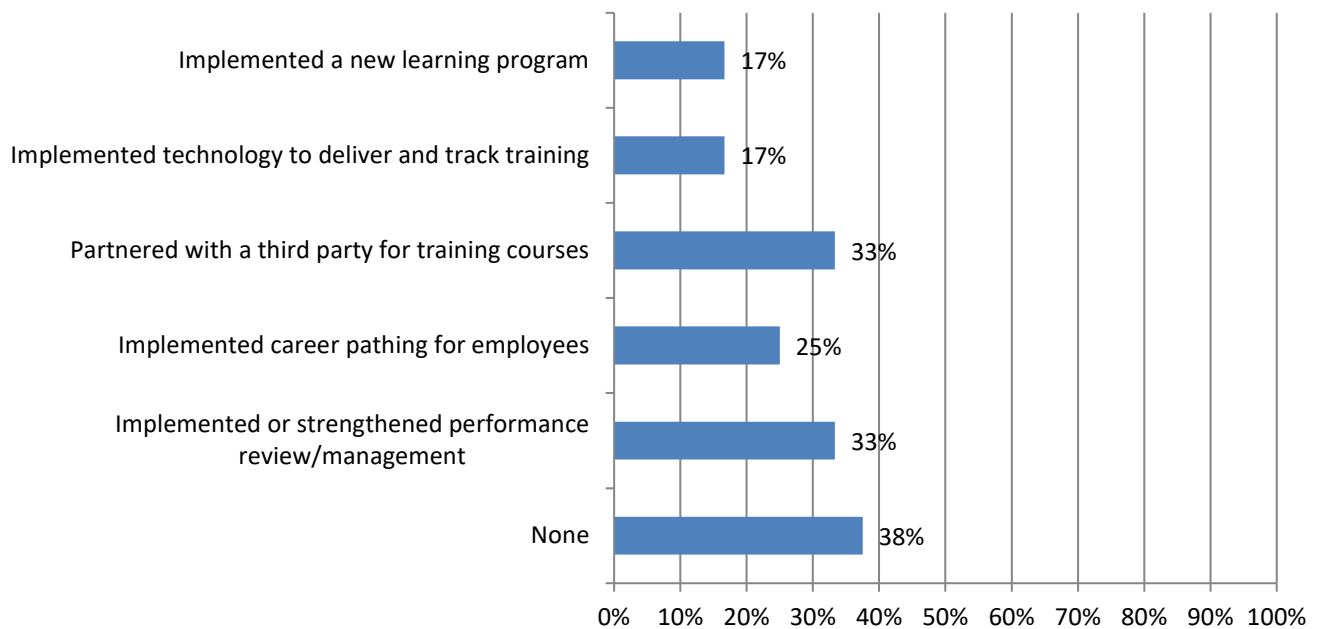 Implemented a new learning program
17%
Implemented technology to deliver and track training
17%
Partnered with a third party for training courses
33%
Implemented career pathing for employees
25%
Implemented or strengthened performance
review/management
33%
None
38%
0% 10% 20% 30% 40% 50% 60% 70% 80% 90% 100%